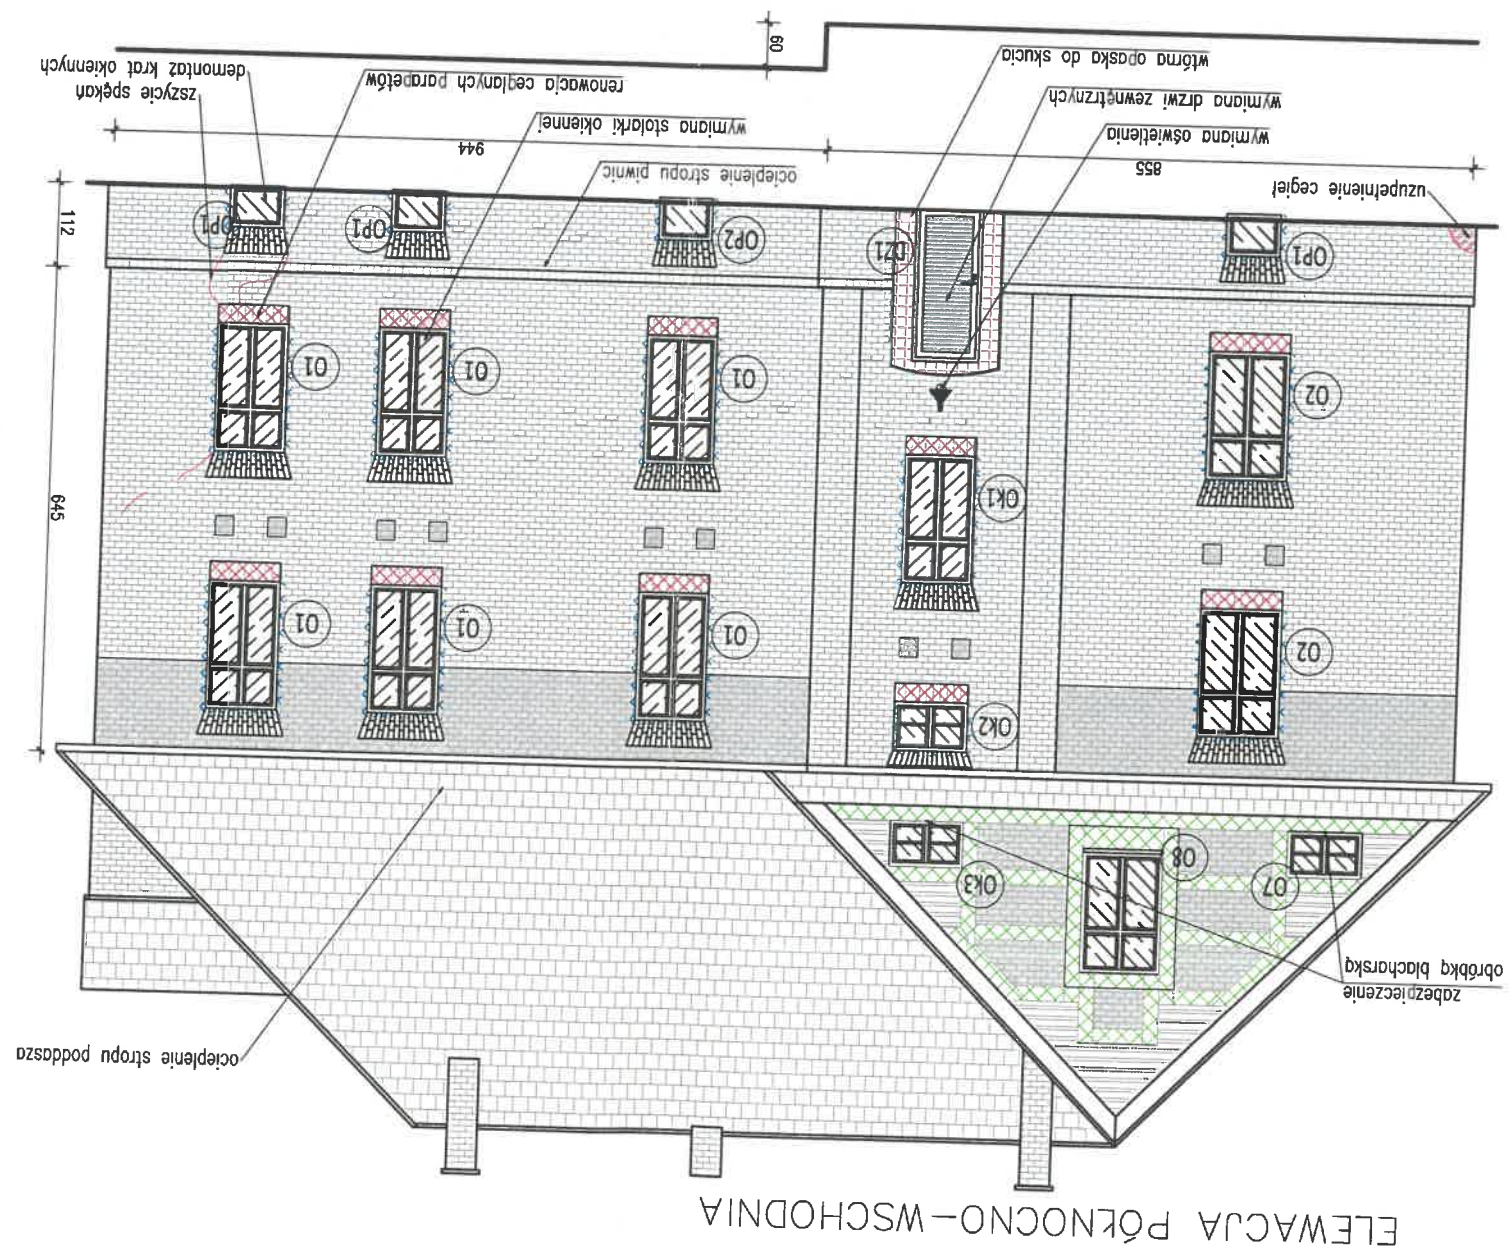 ELEWACJA PÓŁNOCNO-WSCHODNIA
ocieplenie stropu poddasza
zabezpieczenie
obróbką blacharską
O7
O8
Ok3
Ok2
O2
O1
O1
O1
Ok1
645
O2
O1
O1
O1
OP1
DZ1
OP2
OP1
OP1
112
uzupełnienie cegieł
855
944
ocieplenie stropu piwnic
wymiana oświetlenia
wymiana stolarki okiennej
wymiana drzwi zewnętrznych
renowacja ceglanych parapetów
zszycie spękań
demontaż krat okiennych
wtórna opaska do skucia
60